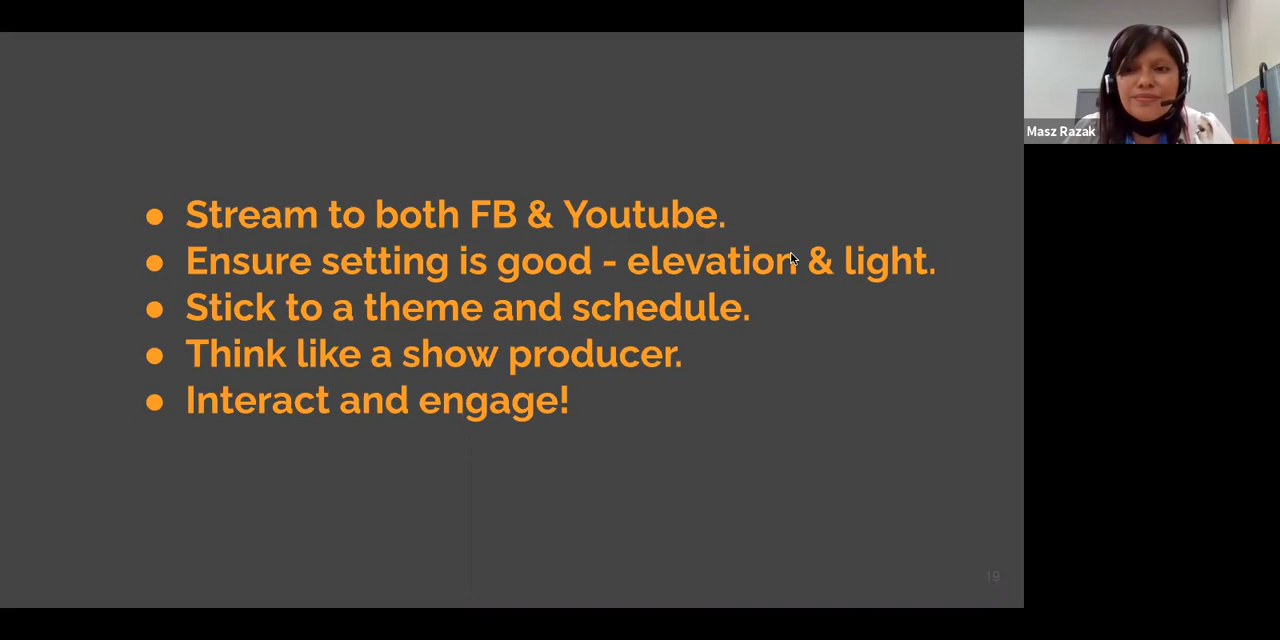 ● Stream to both FB & Youtube.
● Ensure setting is good - elevation & light.
● Stick to a theme and schedule.
● Think like a show producer.
● Interact and engage!
19
Masz Razak